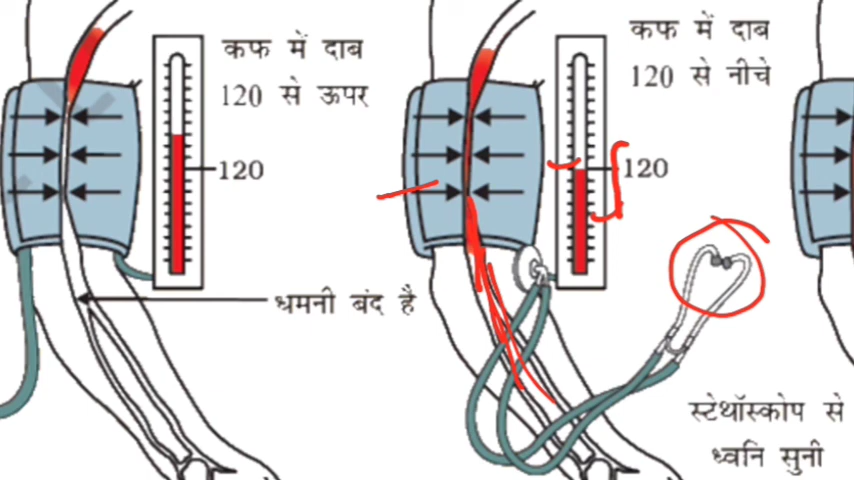 कफ में दाब
120 से ऊपर
120
धमनी बंद है
कफ में दाब
120 से नीचे
120
स्टेथॉस्कोप से
ध्वनि सुनी